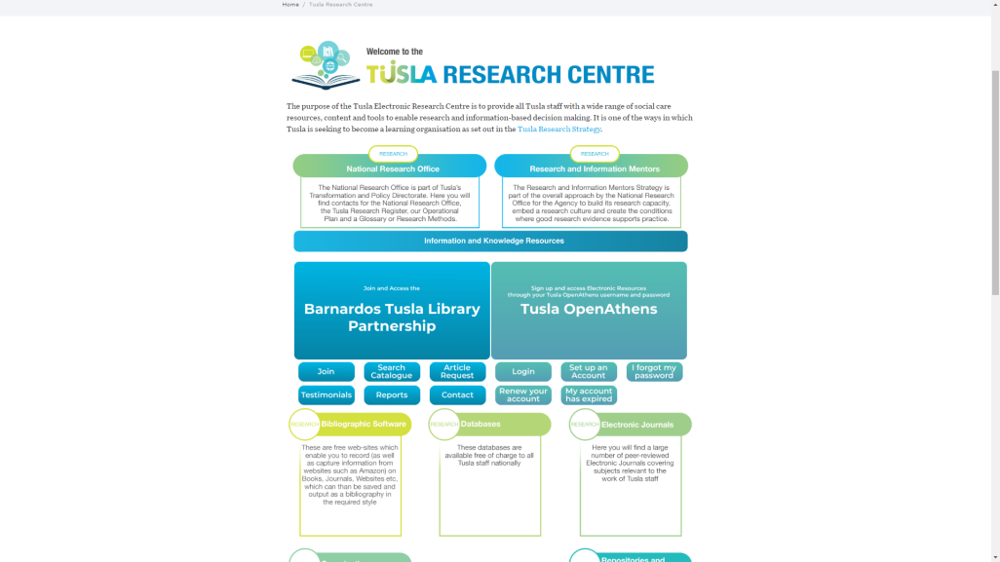 Home / Tusla Research Centre
Welcome to the
TUSLA RESEARCH CENTRE
The purpose of the Tusla Electronic Research Centre is to provide all Tusla staff with a wide range of social care
resources, content and tools to enable research and information-based decision making. It is one of the ways in which
Tusla is seeking to become a learning organisation as set out in the Tusla Research Strategy.
RESEARCH
National Research Office
The National Research Office is part of Tusla's
Transformation and Policy Directorate. Here you will
find contacts for the National Research Office,
the Tusla Research Register, our Operational
Plan and a Glossary or Research Methods.
RESEARCH
Research and Information Mentors
The Research and Information Mentors Strategy is
part of the overall approach by the National Research
Office for the Agency to build its research capacity,
embed a research culture and create the conditions
where good research evidence supports practice.
Information and Knowledge Resources
Join and Access the
Barnardos Tusla Library
Partnership
Sign up and access Electronic Resources
through your Tusla OpenAthens username and password
Tusla OpenAthens
Join
Search
Catalogue
Article
Request
Login
Set up an
Account
I forgot my
password
Testimonials
Reports
Contact
Renew your
account
My account
has expired
RESEARCH
Bibliographic Software
These are free web-sites which
enable you to record (as well
as capture information from
websites such as Amazon) on
Books, Journals, Websites etc,
which can than be saved and
output as a bibliography in
the required style
RESEARCH
Databases
These databases are
available free of charge to all
Tusla staff nationally
RESEARCH
Electronic Journals
Here you will find a large
number of peer-reviewed
Electronic Journals covering
subjects relevant to the
work of Tusla staff
Repositories and